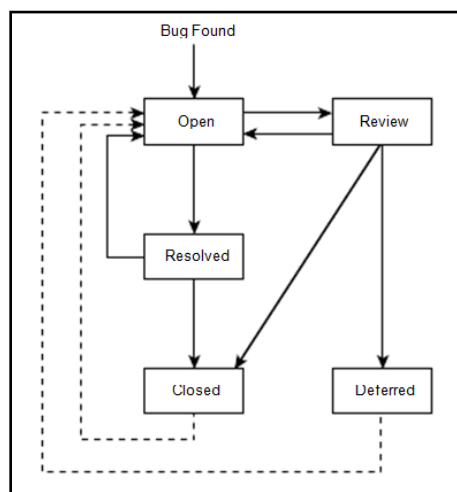 Bug Found
Open
Review
Resolved
Closed
Deferred